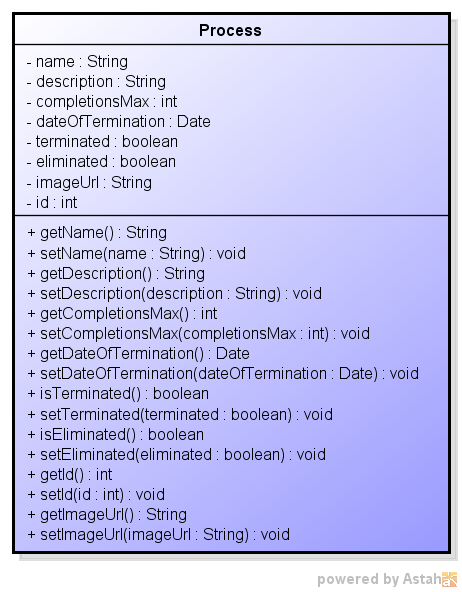 Process
- name : String
- description : String
- completionsMax : int
- dateOfTermination : Date
- terminated : boolean
- eliminated : boolean
- imageUrl : String
- id : int
+ getName() : String
+ setName(name : String) : void
+ getDescription() : String
+ setDescription(description : String) : void
+ getCompletionsMax() : int
+ setCompletionsMax(completionsMax : int) : void
+ getDateOfTermination() : Date
+ setDateOfTermination(dateOfTermination : Date) : void
+ isTerminated() : boolean
+ setTerminated(terminated : boolean) : void
+ isEliminated() : boolean
+ setEliminated(eliminated : boolean) : void
+ getId() : int
+ setId(id : int) : void
+ getImageUrl() : String
+ setImageUrl(imageUrl : String) : void
powered by Astah